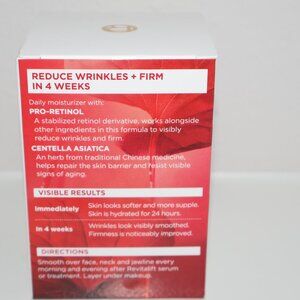 REDUCE WRINKLES + FIRM
IN 4 WEEKS
Daily moisturizer with:
PRO-RETINOL
A stabilized retinol derivative, works alongside
other ingredients in this formula to visibly
reduce wrinkles and firm.
CENTELLA ASIATICA
An herb from traditional Chinese medicine,
helps repair the skin barrier and resist visible
signs of aging.
VISIBLE RESULTS
Immediately Skin looks softer and more supple.
Skin is hydrated for 24 hours.
In 4 weeks Wrinkles look visibly smoothed.
Firmness is noticeably improved.
DIRECTIONS
Smooth over face, neck and jawline every
morning and evening after Revitalift serum
or treatment. Layer under makeup.